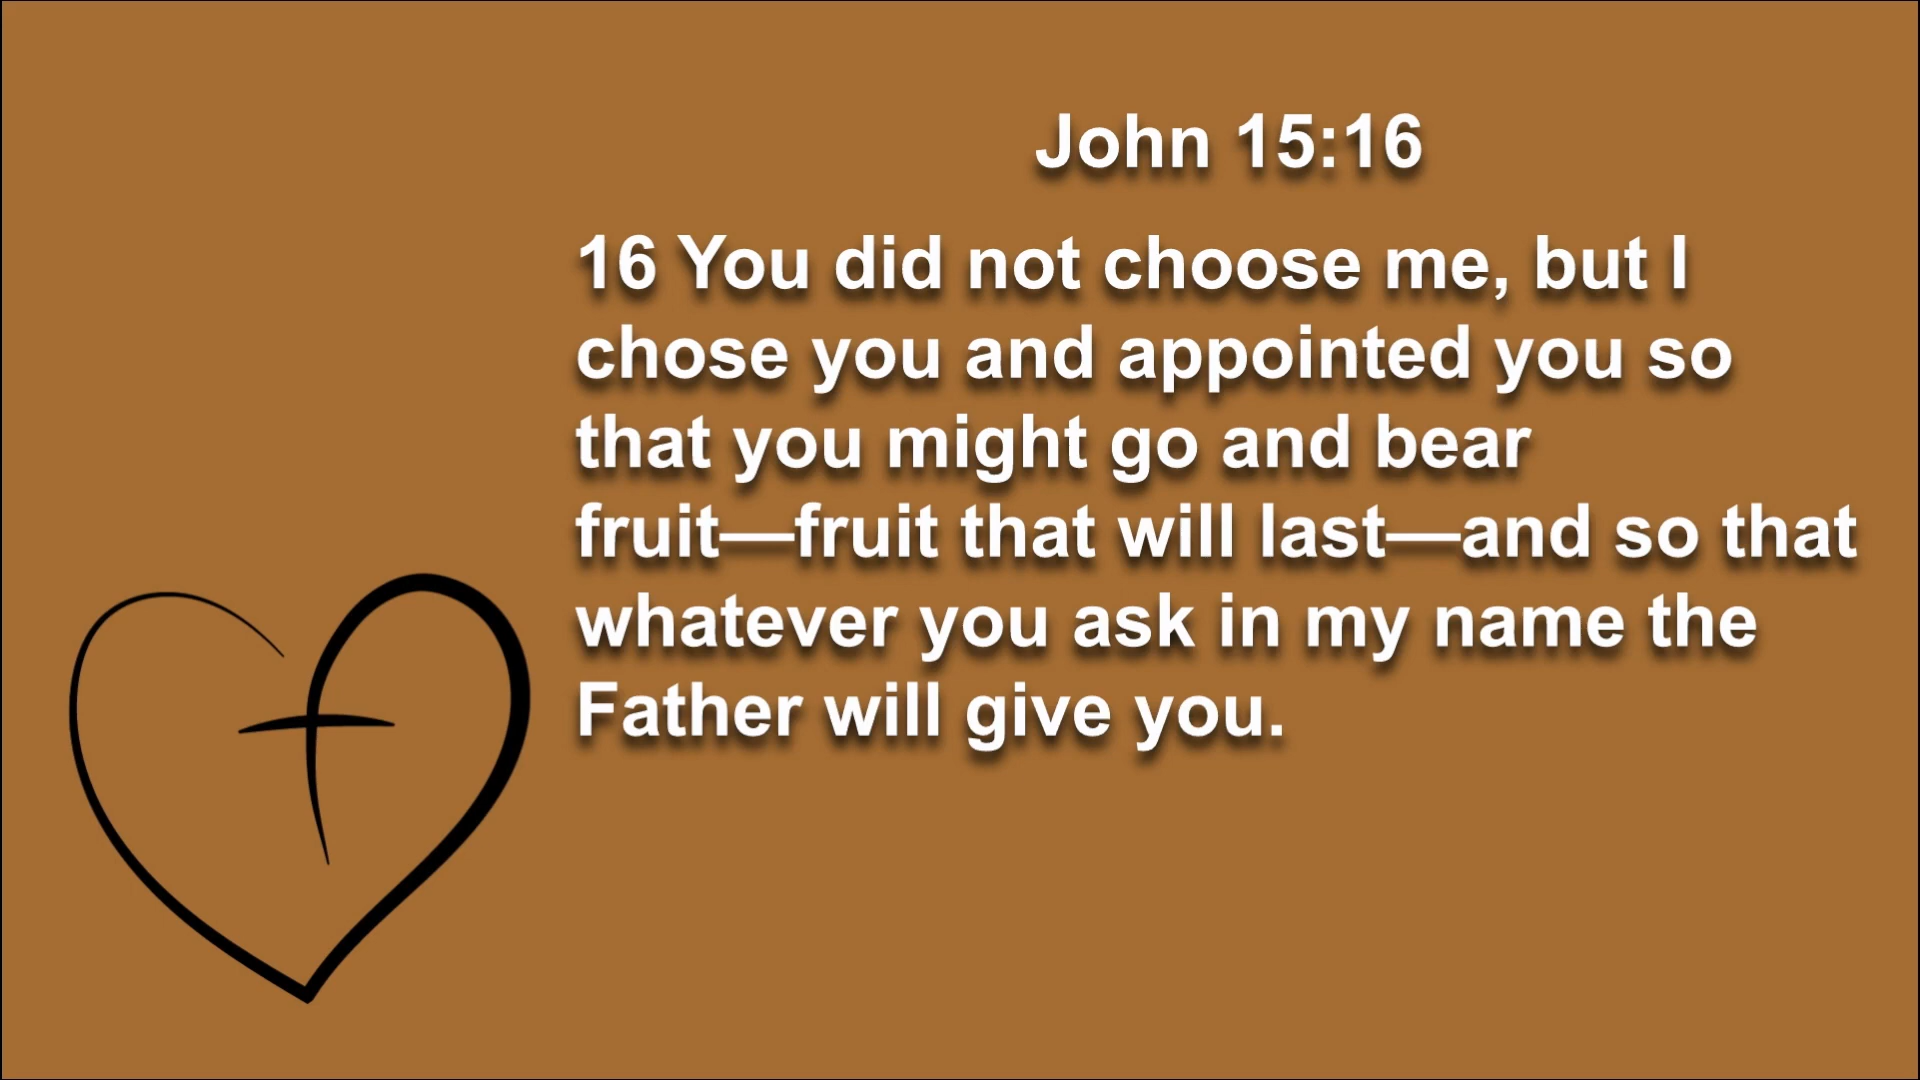 John 15:16
16 You did not choose me, but I
chose you and appointed you so
that you might go and bear
fruit—fruit that will last—and so that
whatever you ask in my name the
Father will give you.